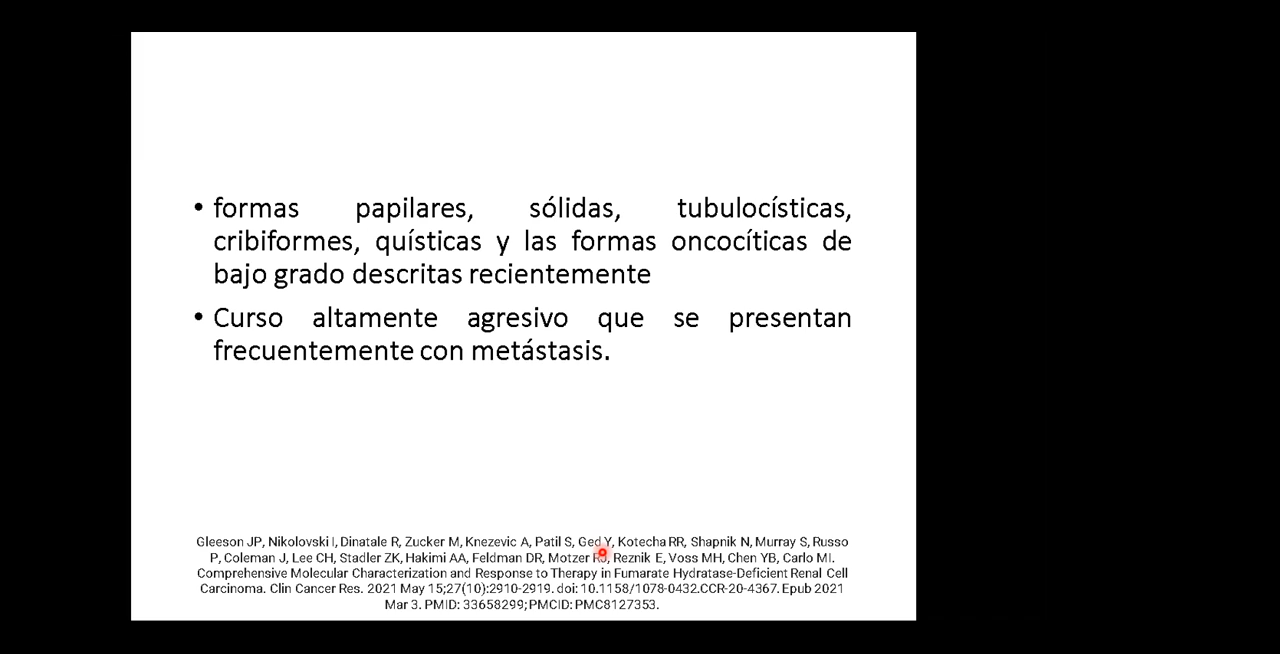 • formas papilares, sólidas, tubulocísticas,
cribiformes, quísticas y las formas oncocíticas de
bajo grado descritas recientemente
• Curso altamente agresivo que se presentan
frecuentemente con metástasis.
Gleeson JP, Nikolovski I, Dinatale R, Zucker M, Knezevic A, Patil S, Ged Y, Kotecha RR, Shapnik N, Murray S, Russo
P, Coleman J, Lee CH, Stadler ZK, Hakimi AA, Feldman DR, Motzer RJ, Reznik E, Voss MH, Chen YB, Carlo MI.
Comprehensive Molecular Characterization and Response to Therapy in Fumarate Hydratase-Deficient Renal Cell
Carcinoma. Clin Cancer Res. 2021 May 15;27(10):2910-2919. doi: 10.1158/1078-0432.CCR-20-4367. Epub 2021
Mar 3. PMID: 33658299; PMCID: PMC8127353.